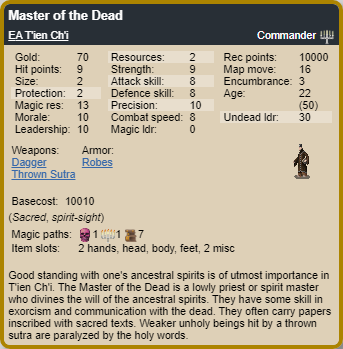 Master of the Dead
EA T'ien Ch'i Commander
Gold: 70 Resources: 2 Rec points: 10000
Hit points: 9 Strength: 9 Map move: 16
Size: 2 Attack skill: 8 Encumbrance: 3
Protection: 2 Defence skill: 8 Age: 22
Magic res: 13 Precision: 10 (50)
Morale: 10 Combat speed: 8 Undead ldr: 30
Leadership: 10 Magic ldr: 0
Weapons: Armor:
Dagger Robes
Thrown Sutra
Basecost: 10010
(Sacred, spirit-sight)
Magic paths: 1 1 7
Item slots: 2 hands, head, body, feet, 2 misc
Good standing with one's ancestral spirits is of utmost importance in
T'ien Ch'i. The Master of the Dead is a lowly priest or spirit master
who divines the will of the ancestral spirits. They have some skill in
exorcism and communication with the dead. They often carry papers
inscribed with sacred texts. Weaker unholy beings hit by a thrown
sutra are paralyzed by the holy words.